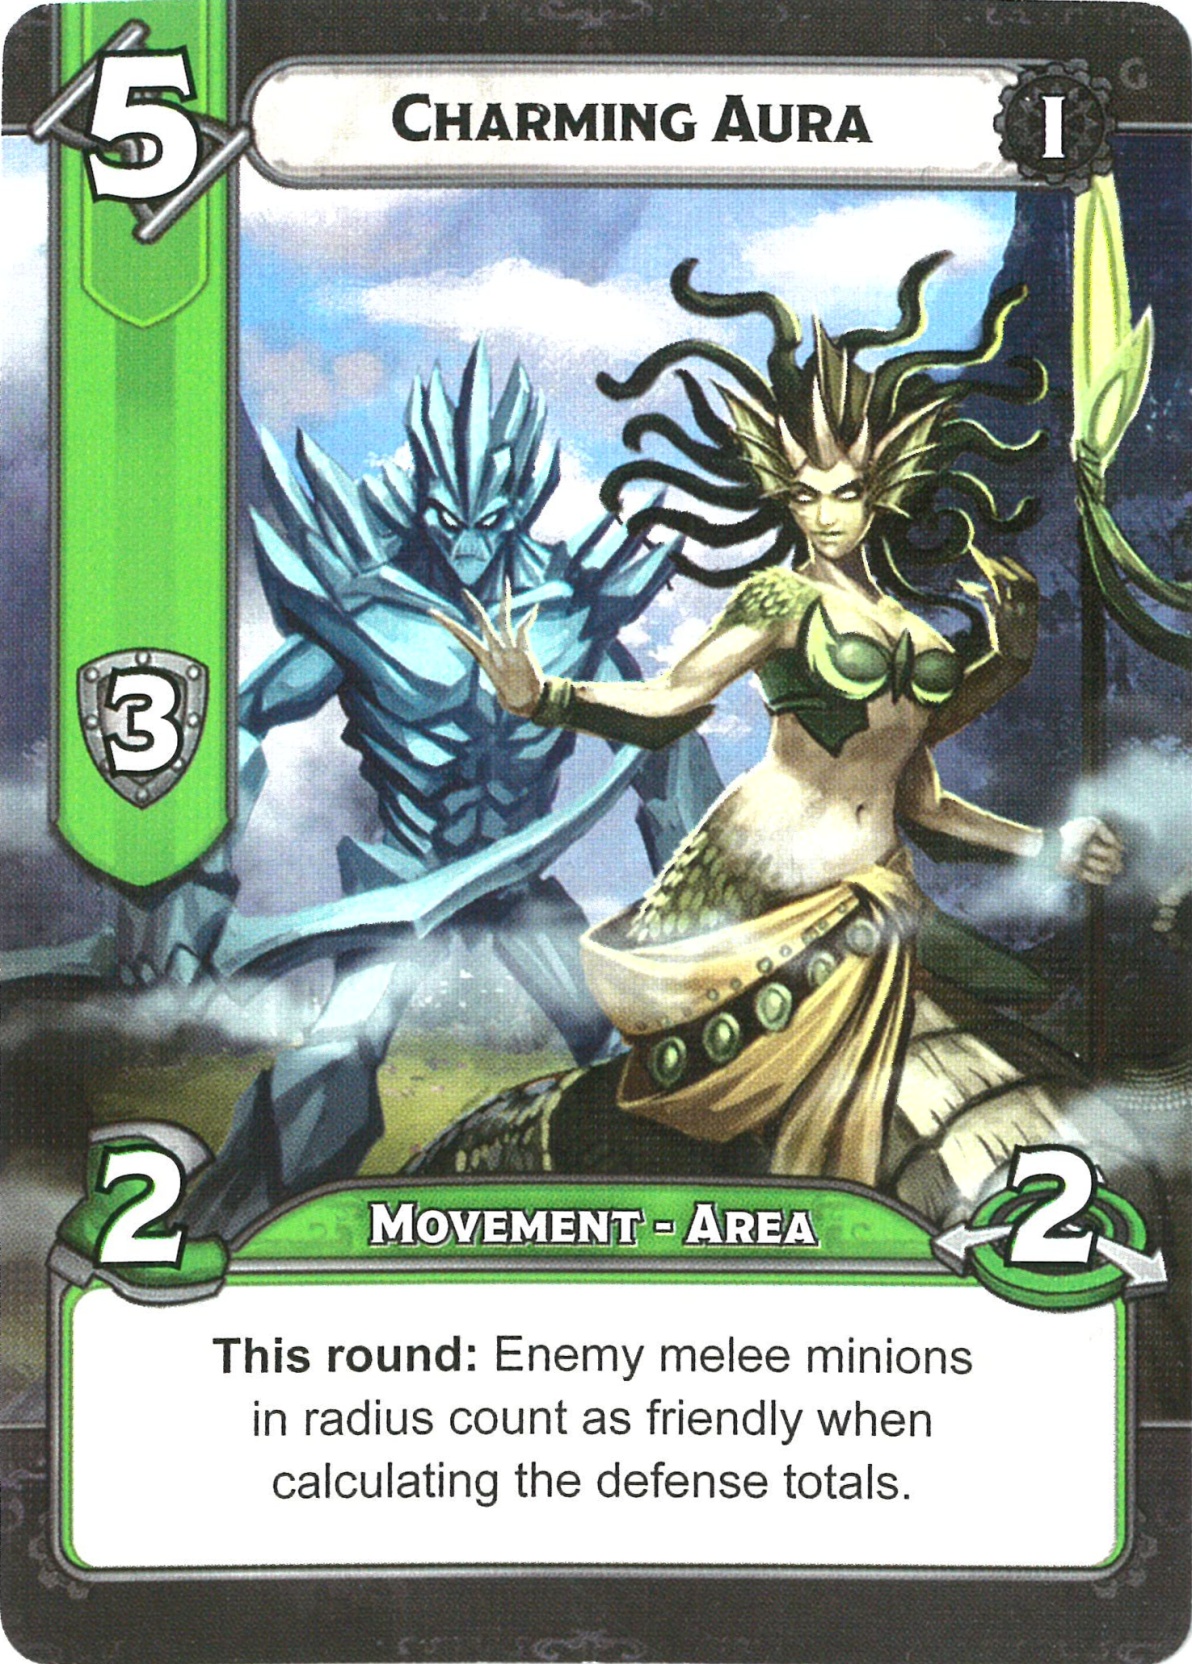 5
CHARMING AURA
I
3
2
MOVEMENT - AREA
2
This round: Enemy melee minions
in radius count as friendly when
calculating the defense totals.